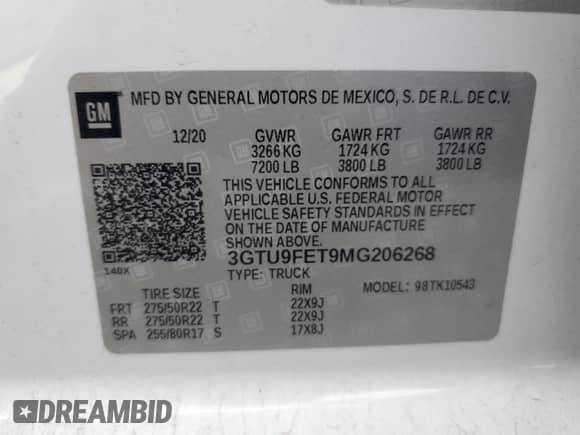 GM
MFD BY GENERAL MOTORS DE MEXICO, S. DE R.L. DE C.V.
12/20 GVWR GAWR FRT GAWR RR
3266 KG 1724 KG 1724 KG
7200 LB 3800 LB 3800 LB
THIS VEHICLE CONFORMS TO ALL
APPLICABLE U.S. FEDERAL MOTOR
VEHICLE SAFETY STANDARDS IN EFFECT
ON THE DATE OF MANUFACTURE
SHOWN ABOVE.
140X
3GTU9FET9MG206268
TYPE: TRUCK MODEL: 98TK10543
TIRE SIZE RIM
FRT 275/50R22 T 22X9J
RR 275/50R22 T 22X9J
SPA 255/80R17 S 17X8J
DREAMBID